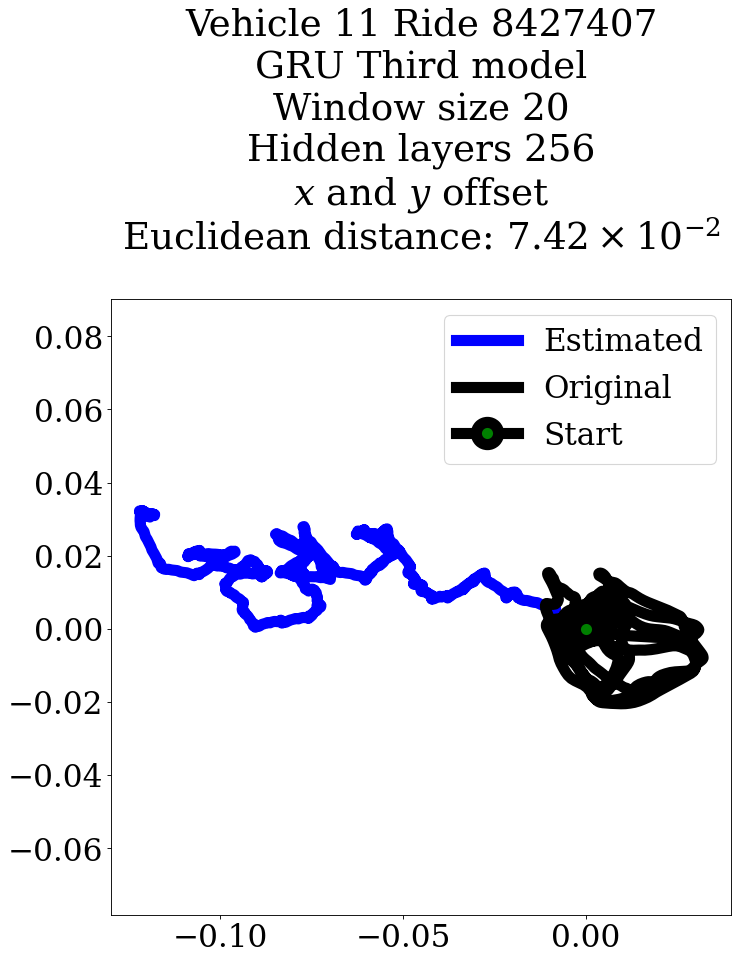 Vehicle 11 Ride 8427407
GRU Third model
Window size 20
Hidden layers 256
x and y offset
Euclidean distance: 7.42 × 10⁻²
Estimated
Original
Start
0.08
0.06
0.04
0.02
0.00
−0.02
−0.04
−0.06
−0.10
−0.05
0.00